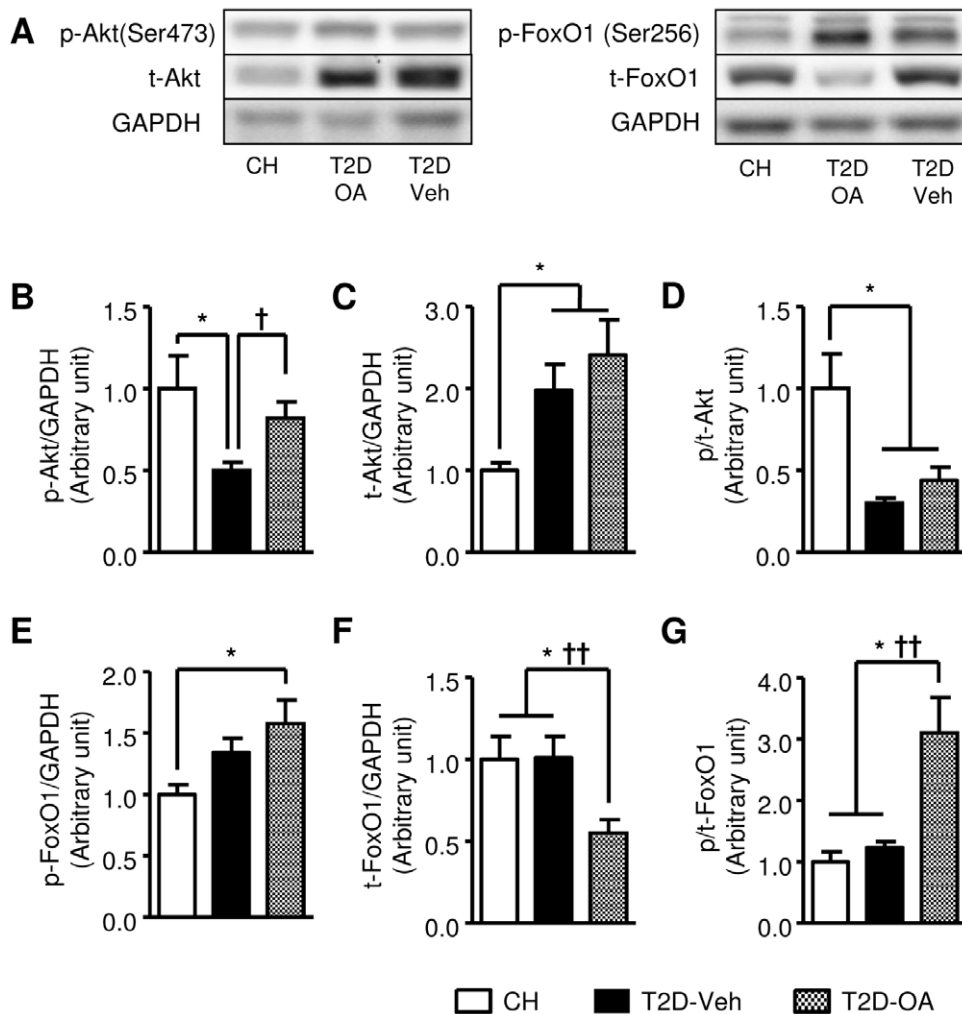 A
p-Akt(Ser473)
t-Akt
GAPDH
CH
T2D
OA
T2D
Veh
p-FoxO1 (Ser256)
t-FoxO1
GAPDH
CH
T2D
OA
T2D
Veh
B
p-Akt/GAPDH
(Arbitrary unit)
1.5
1.0
0.5
0.0
* †
C
t-Akt/GAPDH
(Arbitrary unit)
3.0
2.0
1.0
0.0
*
D
p/t-Akt
(Arbitrary unit)
1.5
1.0
0.5
0.0
*
E
p-FoxO1/GAPDH
(Arbitrary unit)
2.0
1.5
1.0
0.5
0.0
*
F
t-FoxO1/GAPDH
(Arbitrary unit)
1.5
1.0
0.5
0.0
* ††
G
p/t-FoxO1
(Arbitrary unit)
4.0
3.0
2.0
1.0
0.0
* ††
CH T2D-Veh T2D-OA